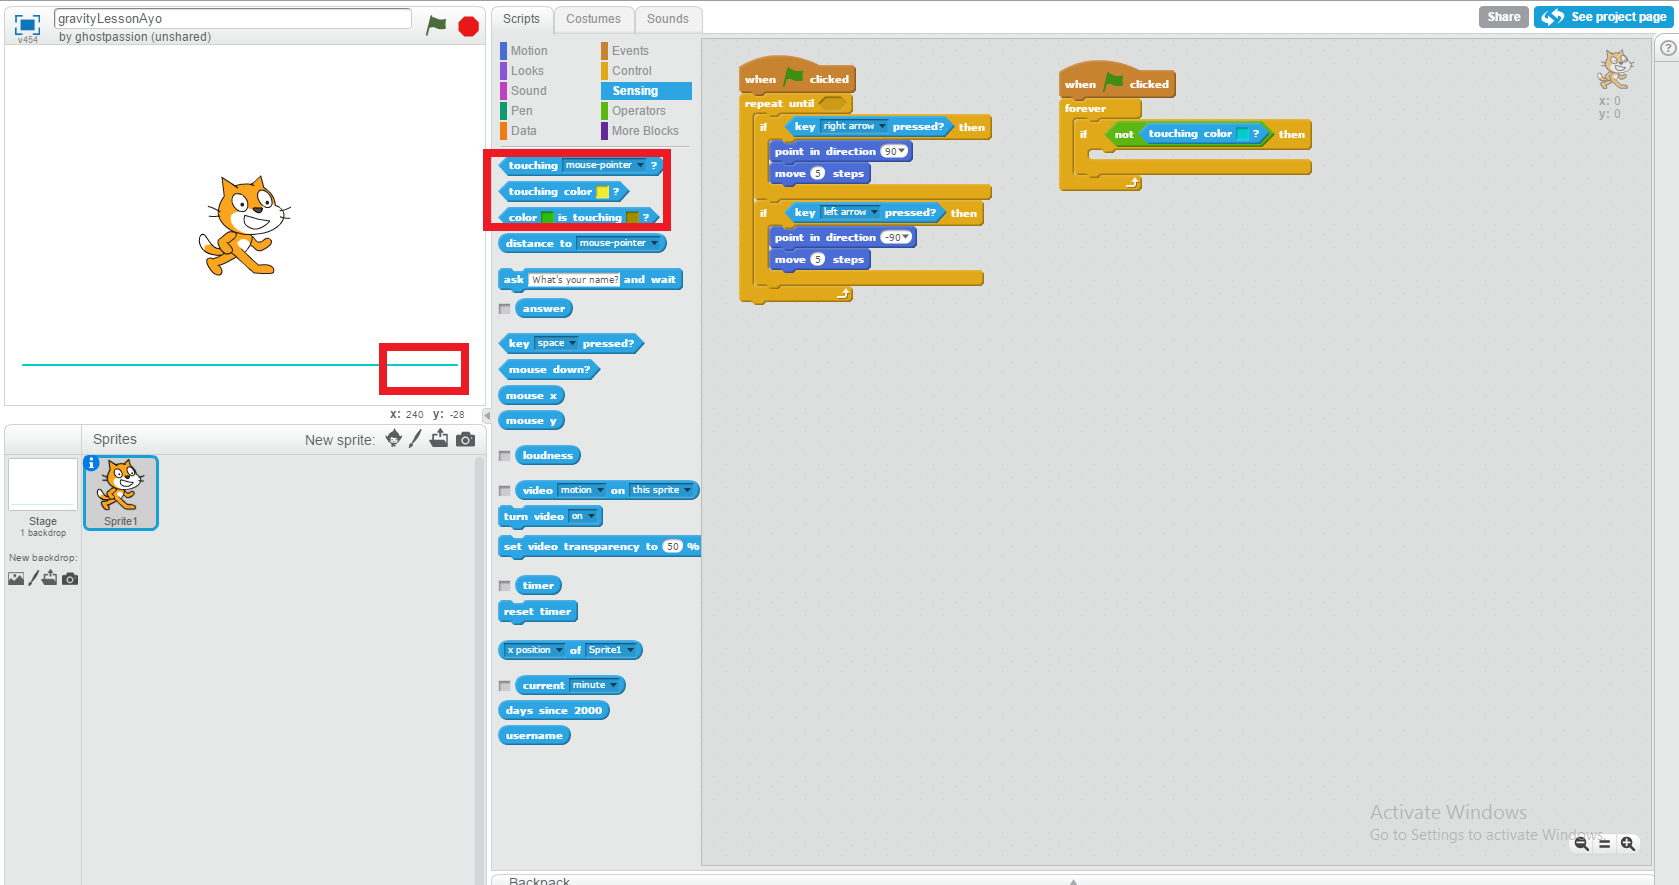 gravityLessonAyo
by ghostpassion (unshared)
v454
Scripts
Costumes
Sounds
Share
See project page
?
Motion
Events
Looks
Control
Sound
Sensing
Pen
Operators
Data
More Blocks
touching mouse-pointer ?
touching color ?
color is touching ?
distance to mouse-pointer
ask What's your name? and wait
answer
key space pressed?
mouse down?
mouse x
mouse y
loudness
video motion on this sprite
turn video on
set video transparency to 50 %
timer
reset timer
x position of Sprite1
current minute
days since 2000
username
when clicked
repeat until
if key right arrow pressed? then
point in direction 90
move 5 steps
if key left arrow pressed? then
point in direction -90
move 5 steps
when clicked
forever
if not touching color ? then
x: 0
y: 0
x: 240 y: -28
Sprites
New sprite:
i
Sprite1
Stage
1 backdrop
New backdrop:
Activate Windows
Go to Settings to activate Windows.
Backpack